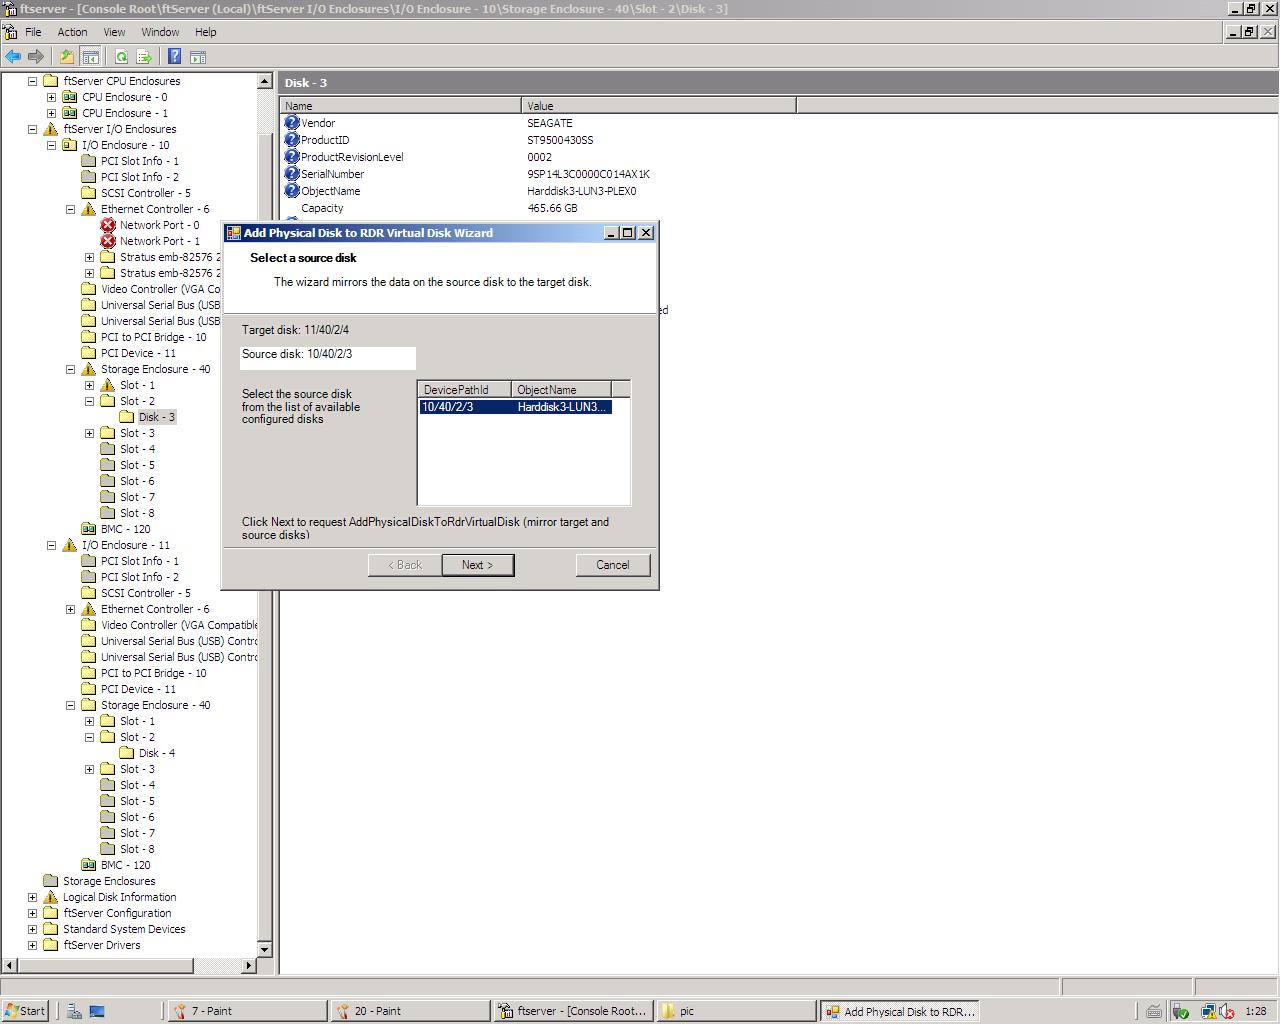 ftserver - [Console Root\ftServer (Local)\ftServer I/O Enclosures\I/O Enclosure - 10\Storage Enclosure - 40\Slot - 2\Disk - 3]
File Action View Window Help
ftServer CPU Enclosures
CPU Enclosure - 0
CPU Enclosure - 1
ftServer I/O Enclosures
I/O Enclosure - 10
PCI Slot Info - 1
PCI Slot Info - 2
SCSI Controller - 5
Ethernet Controller - 6
Network Port - 0
Network Port - 1
Stratus emb-82576 2
Stratus emb-82576 2
Video Controller (VGA Co
Universal Serial Bus (USB
Universal Serial Bus (USB
PCI to PCI Bridge - 10
PCI Device - 11
Storage Enclosure - 40
Slot - 1
Slot - 2
Disk - 3
Slot - 3
Slot - 4
Slot - 5
Slot - 6
Slot - 7
Slot - 8
BMC - 120
I/O Enclosure - 11
PCI Slot Info - 1
PCI Slot Info - 2
SCSI Controller - 5
Ethernet Controller - 6
Video Controller (VGA Compatible
Universal Serial Bus (USB) Contro
Universal Serial Bus (USB) Contro
PCI to PCI Bridge - 10
PCI Device - 11
Storage Enclosure - 40
Slot - 1
Slot - 2
Disk - 4
Slot - 3
Slot - 4
Slot - 5
Slot - 6
Slot - 7
Slot - 8
BMC - 120
Storage Enclosures
Logical Disk Information
ftServer Configuration
Standard System Devices
ftServer Drivers
Disk - 3
Name Value
Vendor SEAGATE
ProductID ST9500430SS
ProductRevisionLevel 0002
SerialNumber 9SP14L3C0000C014AX1K
ObjectName Harddisk3-LUN3-PLEX0
Capacity 465.66 GB
ed
Add Physical Disk to RDR Virtual Disk Wizard
Select a source disk
The wizard mirrors the data on the source disk to the target disk.
Target disk: 11/40/2/4
Source disk: 10/40/2/3
Select the source disk
from the list of available
configured disks
DevicePathId ObjectName
10/40/2/3 Harddisk3-LUN3...
Click Next to request AddPhysicalDiskToRdrVirtualDisk (mirror target and
source disks)
< Back Next > Cancel
Start 7 - Paint 20 - Paint ftserver - [Console Root... pic Add Physical Disk to RDR... 1:28